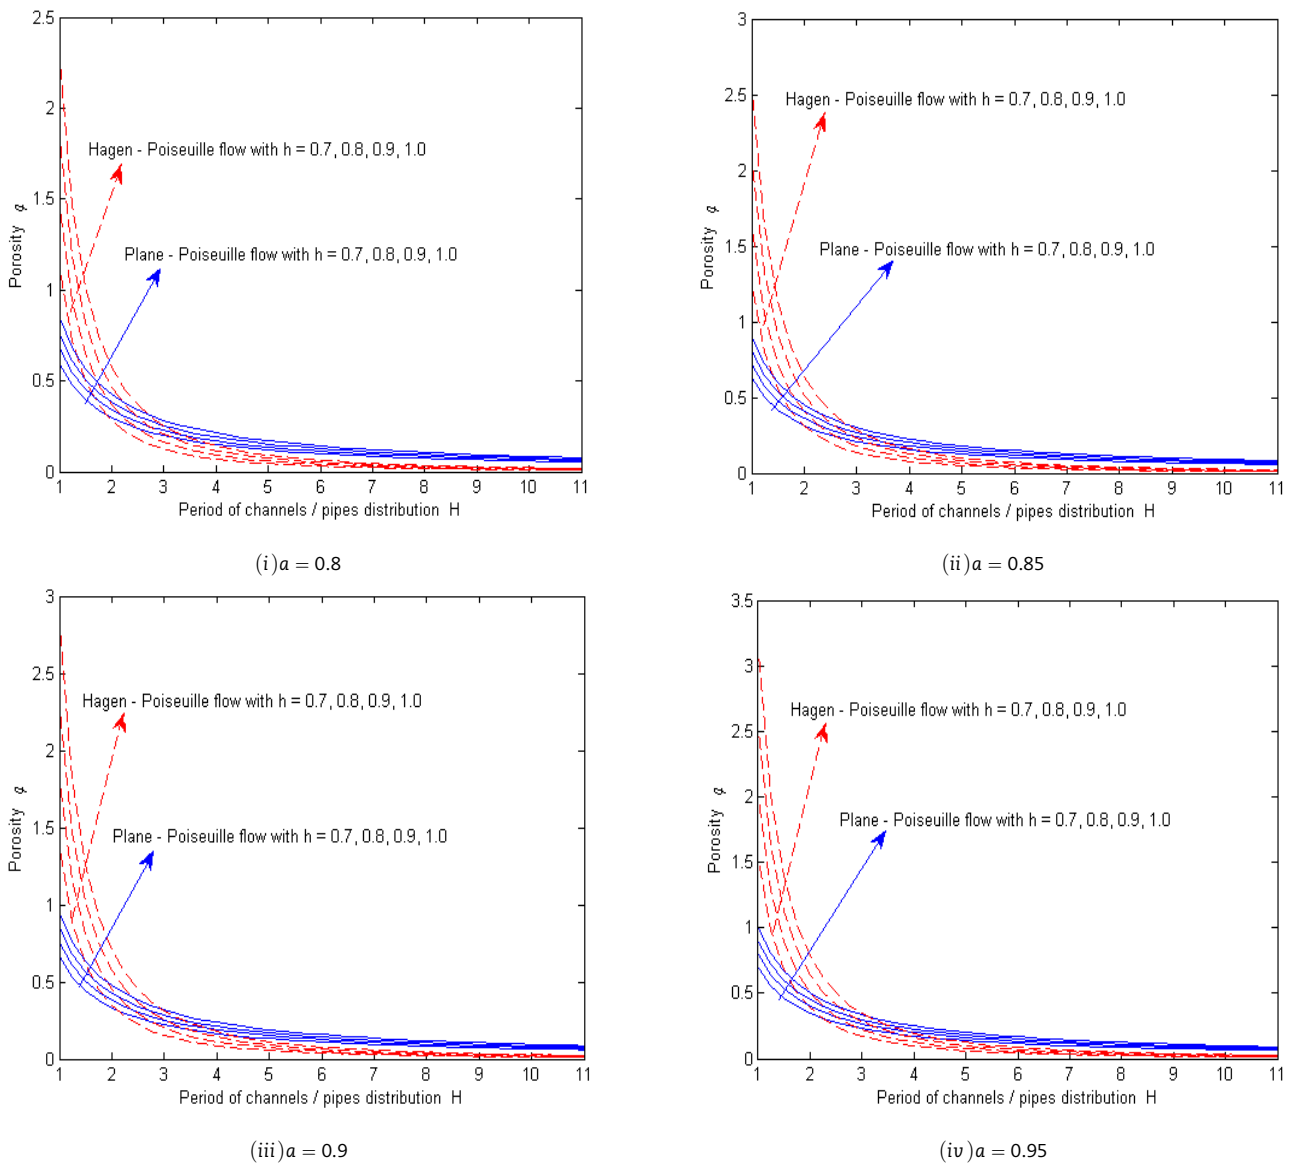 2.5
2
1.5
1
0.5
0
Porosity φ
Hagen - Poiseuille flow with h = 0.7, 0.8, 0.9, 1.0
Plane - Poiseuille flow with h = 0.7, 0.8, 0.9, 1.0
1 2 3 4 5 6 7 8 9 10 11
Period of channels / pipes distribution H
(i)a = 0.8
3
2.5
2
1.5
1
0.5
0
Porosity φ
Hagen - Poiseuille flow with h = 0.7, 0.8, 0.9, 1.0
Plane - Poiseuille flow with h = 0.7, 0.8, 0.9, 1.0
1 2 3 4 5 6 7 8 9 10 11
Period of channels / pipes distribution H
(ii)a = 0.85
3
2.5
2
1.5
1
0.5
0
Porosity φ
Hagen - Poiseuille flow with h = 0.7, 0.8, 0.9, 1.0
Plane - Poiseuille flow with h = 0.7, 0.8, 0.9, 1.0
1 2 3 4 5 6 7 8 9 10 11
Period of channels / pipes distribution H
(iii)a = 0.9
3.5
3
2.5
2
1.5
1
0.5
0
Porosity φ
Hagen - Poiseuille flow with h = 0.7, 0.8, 0.9, 1.0
Plane - Poiseuille flow with h = 0.7, 0.8, 0.9, 1.0
1 2 3 4 5 6 7 8 9 10 11
Period of channels / pipes distribution H
(iv)a = 0.95